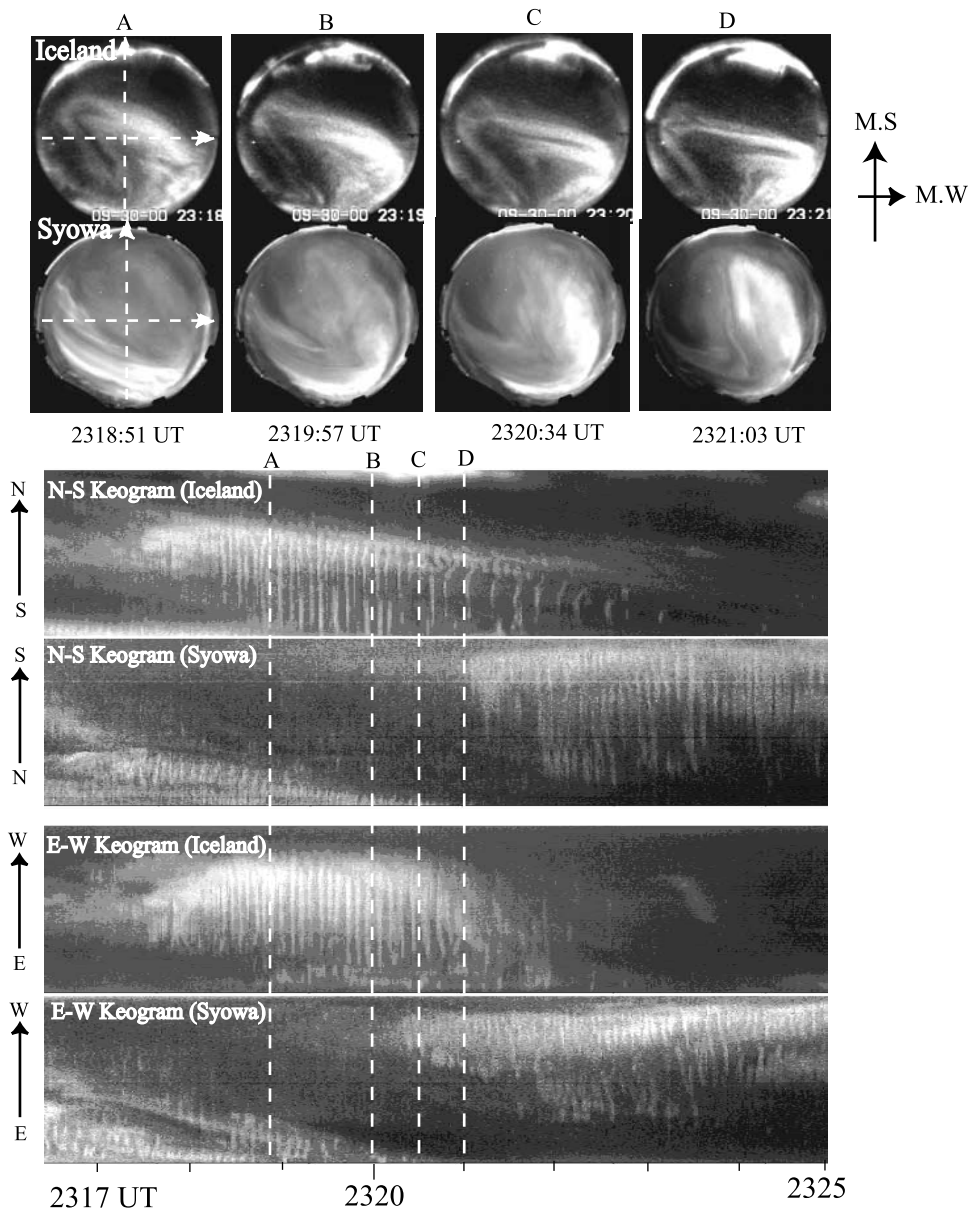 A B C D
Iceland
09-30-00 23:18
09-30-00 23:19
09-30-00 23:20
09-30-00 23:21
M.S
M.W
Syowa
2318:51 UT
2319:57 UT
2320:34 UT
2321:03 UT
A B C D
N-S Keogram (Iceland)
N
S
N-S Keogram (Syowa)
S
N
E-W Keogram (Iceland)
W
E
E-W Keogram (Syowa)
W
E
2317 UT
2320
2325